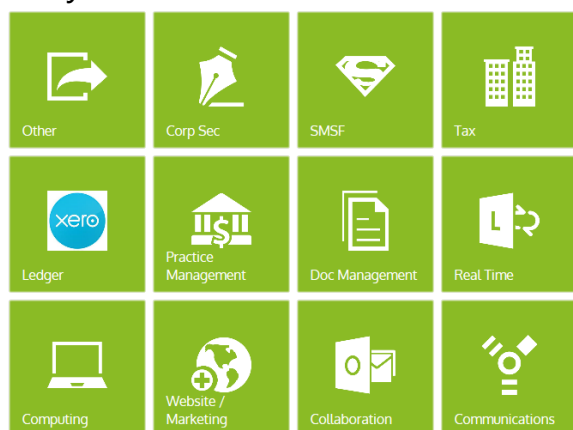 Other
Corp Sec
SMSF
Tax
xero
Ledger
Practice
Management
Doc Management
L
Real Time
Computing
Website /
Marketing
O
Collaboration
Communications